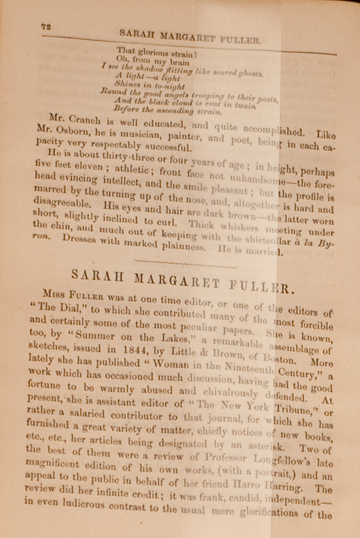 72
SARAH MARGARET FULLER.
That glorious strain!
Oh, from my brain
I see the shadow flitting like scared ghosts.
A light—a light
Shines in to-night
Round the good angels trooping to their posts,
And the black cloud is rent in twain
Before the ascending strain.
Mr. Cranch is well educated, and quite accomplished. Like
Mr. Osborn, he is musician, painter, and poet, being in each ca-
pacity very respectably successful.
He is about thirty-three or four years of age; in height, perhaps
five feet eleven; athletic; front face not unhandsome—the fore-
head evincing intellect, and the smile pleasant; but the profile is
marred by the turning up of the nose, and, altogether is hard and
disagreeable. His eyes and hair are dark brown—the latter worn
short, slightly inclined to curl. Thick whiskers meeting under
the chin, and much out of keeping with the shirt-collar à la By-
ron. Dresses with marked plainness. He is married.
SARAH MARGARET FULLER.
Miss Fuller was at one time editor, or one of the editors of
"The Dial," to which she contributed many of the most forcible
and certainly some of the most peculiar papers. She is known,
too, by "Summer on the Lakes," a remarkable assemblage of
sketches, issued in 1844, by Little & Brown, of Boston. More
lately she has published "Woman in the Nineteenth Century," a
work which has occasioned much discussion, having had the good
fortune to be warmly abused and chivalrously defended. At
present, she is assistant editor of "The New York Tribune," or
rather a salaried contributor to that journal, for which she has
furnished a great variety of matter, chiefly notices of new books,
etc., etc., her articles being designated by an asterisk. Two of
the best of them were a review of Professor Longfellow's late
magnificent edition of his own works, (with a portrait,) and an
appeal to the public in behalf of her friend Harro Harring. The
review did her infinite credit; it was frank, candid, independent—
in even ludicrous contrast to the usual mere glorifications of the